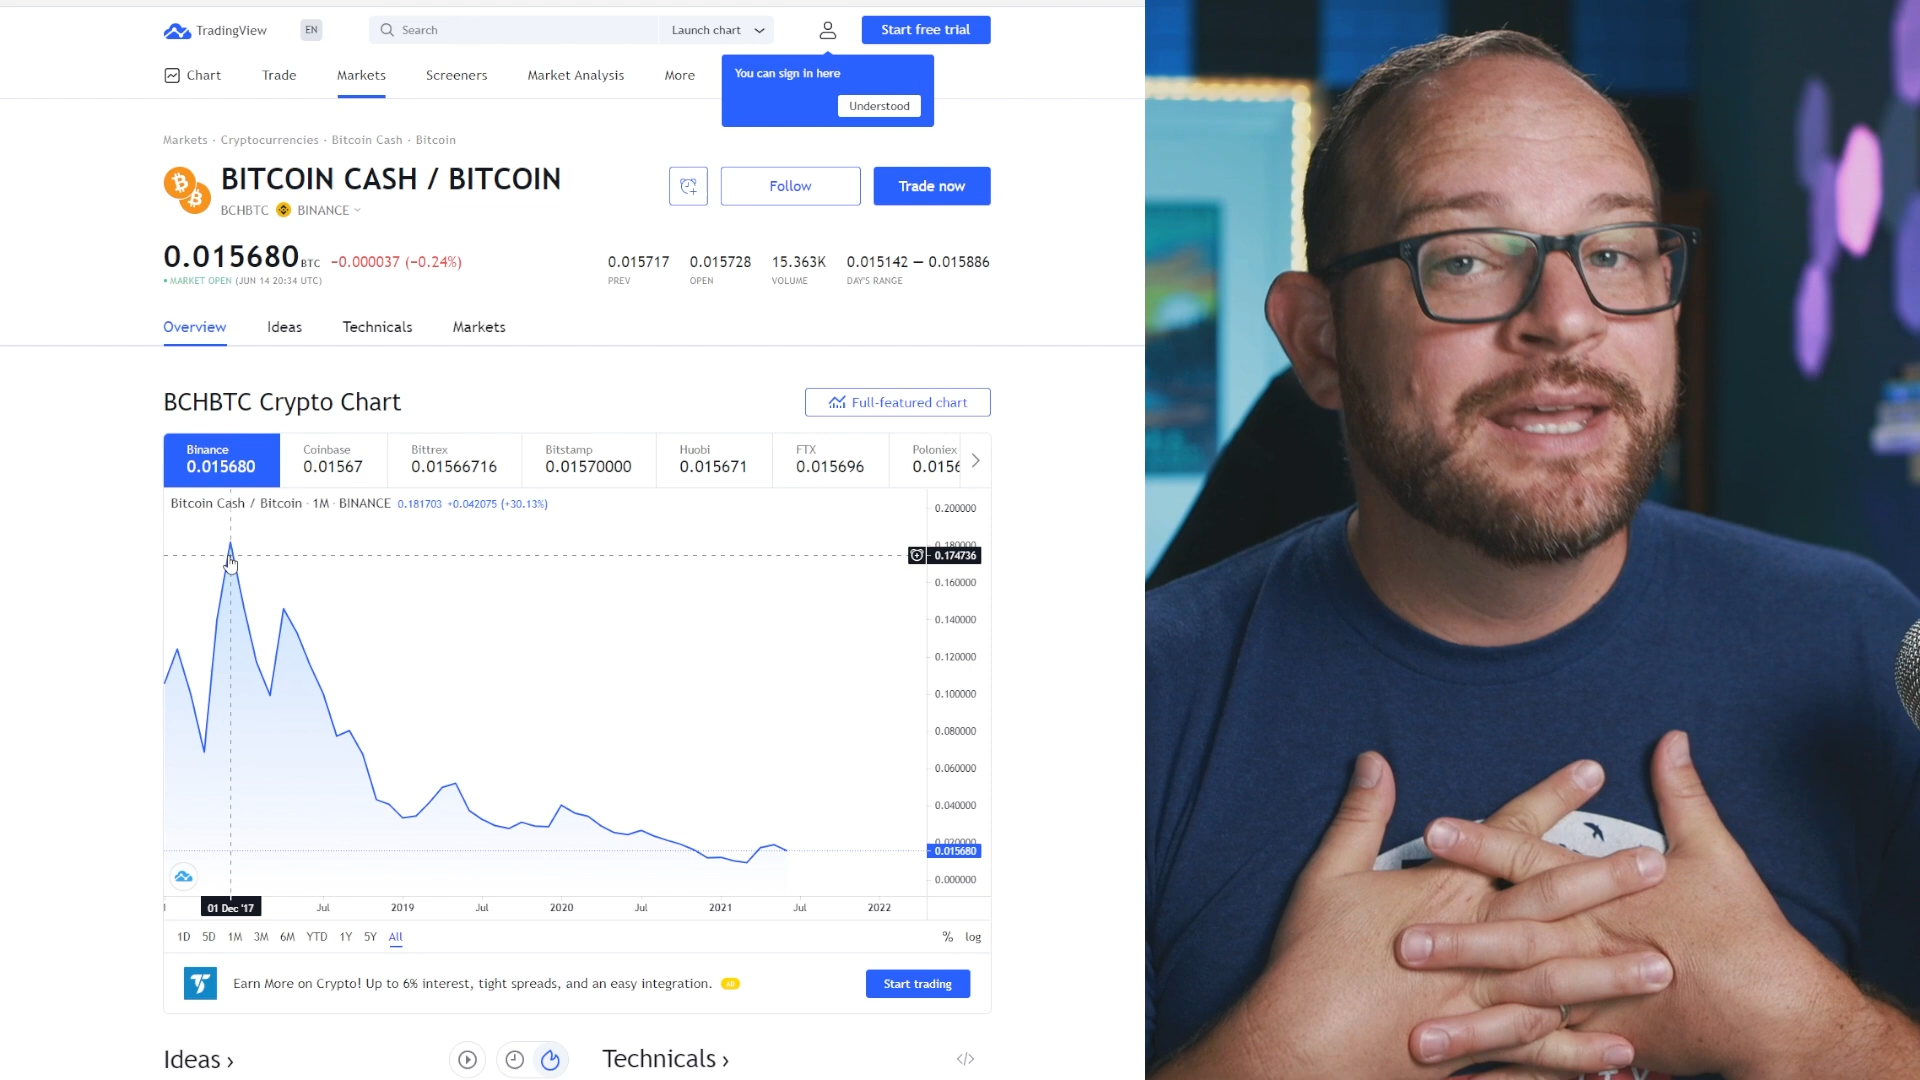 TradingView
EN
Search
Launch chart
Start free trial
Chart
Trade
Markets
Screeners
Market Analysis
More
You can sign in here
Understood
Markets · Cryptocurrencies · Bitcoin Cash · Bitcoin
BITCOIN CASH / BITCOIN
BCHBTC BINANCE
Follow
Trade now
0.015680 BTC −0.000037 (−0.24%)
• MARKET OPEN (JUN 14 20:34 UTC)
0.015717
PREV
0.015728
OPEN
15.363K
VOLUME
0.015142 — 0.015886
DAY'S RANGE
Overview
Ideas
Technicals
Markets
BCHBTC Crypto Chart
Full-featured chart
Binance
0.015680
Coinbase
0.01567
Bittrex
0.01566716
Bitstamp
0.01570000
Huobi
0.015671
FTX
0.015696
Poloniex
0.0156
Bitcoin Cash / Bitcoin · 1M · BINANCE 0.181703 +0.042075 (+30.13%)
0.200000
0.180000
0.174736
0.160000
0.140000
0.120000
0.100000
0.080000
0.060000
0.040000
0.020000
0.015680
0.000000
01 Dec '17
Jul
2019
Jul
2020
Jul
2021
Jul
2022
1D 5D 1M 3M 6M YTD 1Y 5Y All
% log
Earn More on Crypto! Up to 6% interest, tight spreads, and an easy integration.
Start trading
Ideas ›
Technicals ›